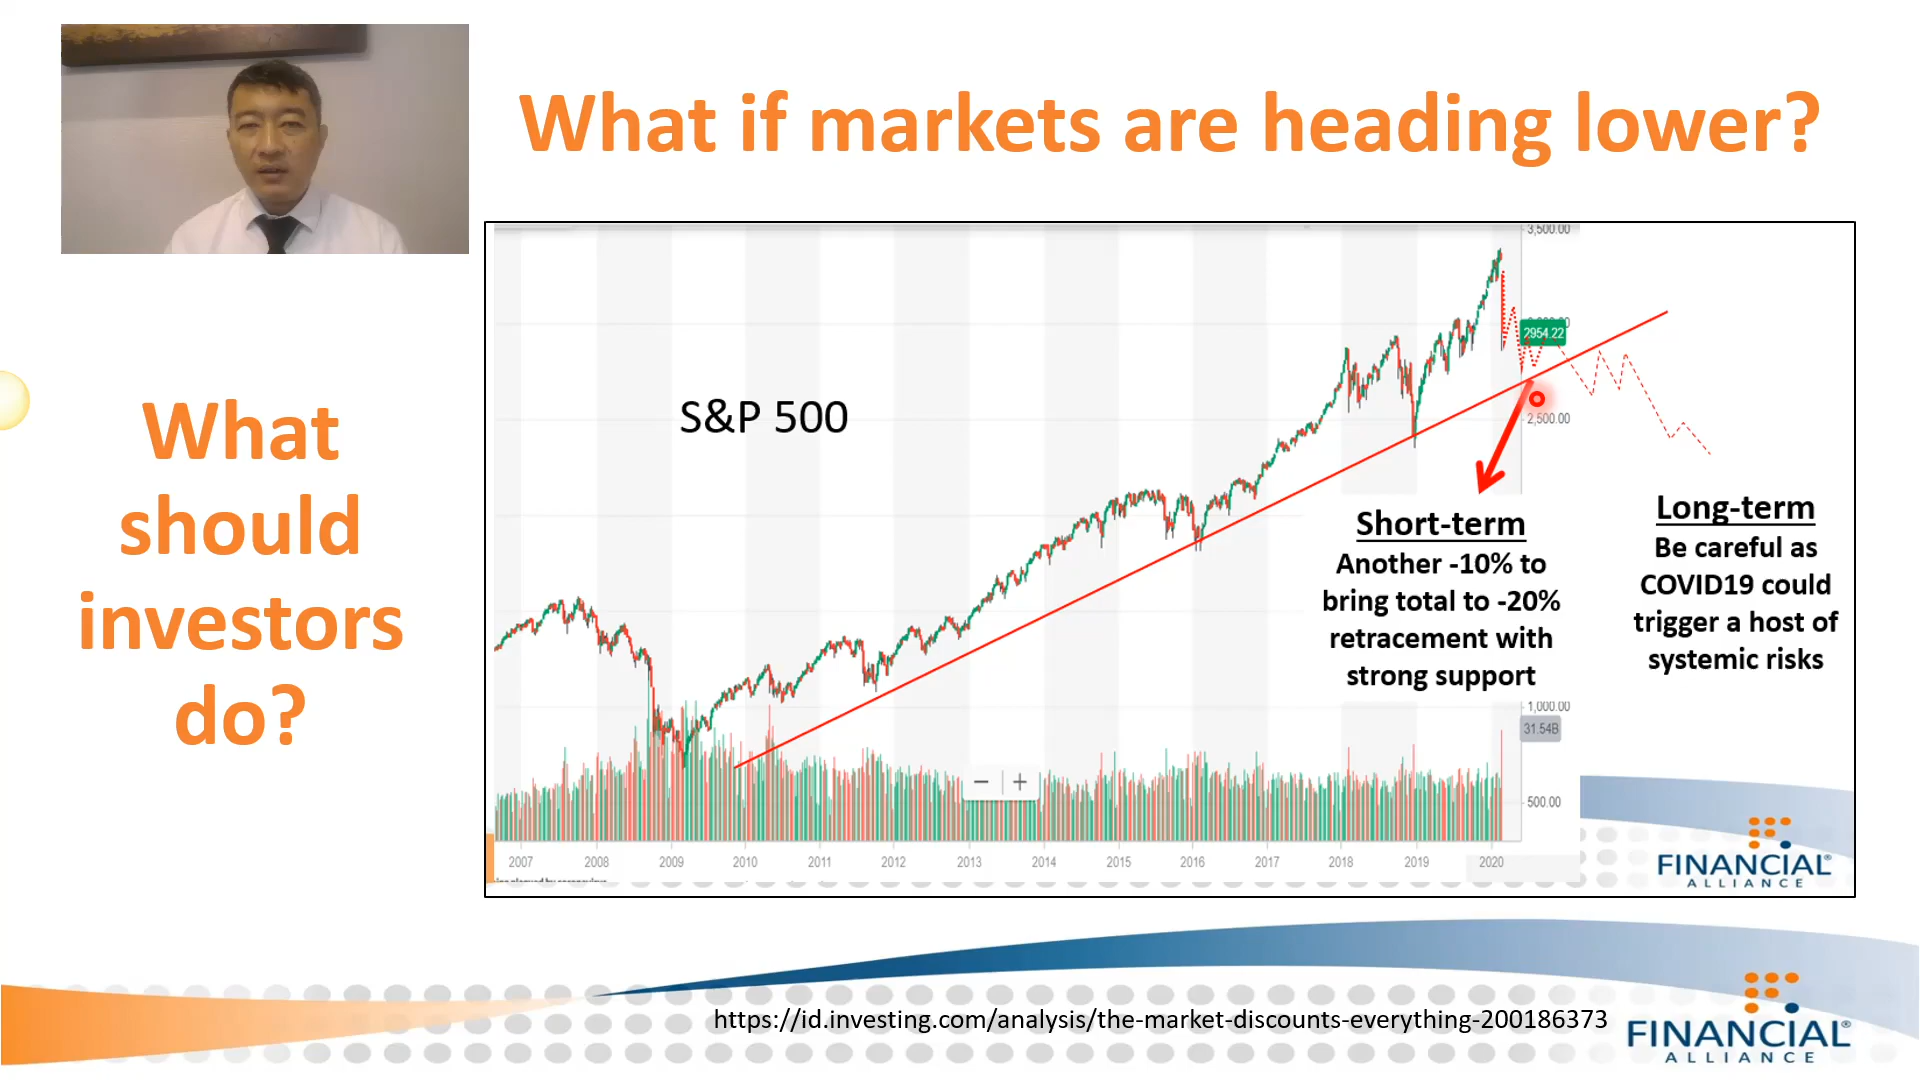 What if markets are heading lower?
What
should
investors
do?
S&P 500
3,500.00
2954.22
2,500.00
1,000.00
31.54B
500.00
Short-term
Another -10% to
bring total to -20%
retracement with
strong support
Long-term
Be careful as
COVID19 could
trigger a host of
systemic risks
− +
2007 2008 2009 2010 2011 2012 2013 2014 2015 2016 2017 2018 2019 2020
FINANCIAL®
ALLIANCE
https://id.investing.com/analysis/the-market-discounts-everything-200186373
FINANCIAL®
ALLIANCE